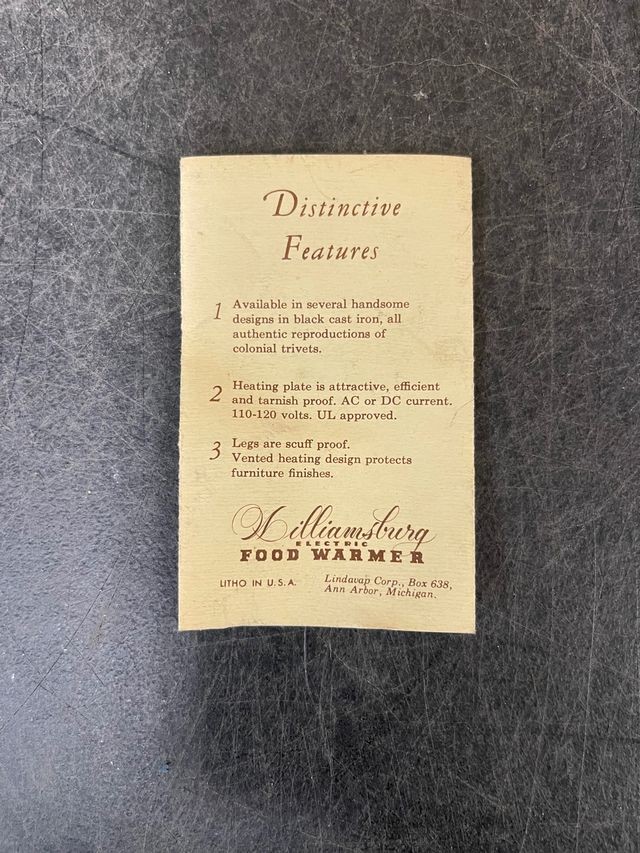 Distinctive
Features
1 Available in several handsome
designs in black cast iron, all
authentic reproductions of
colonial trivets.
2 Heating plate is attractive, efficient
and tarnish proof. AC or DC current.
110-120 volts. UL approved.
3 Legs are scuff proof.
Vented heating design protects
furniture finishes.
Williamsburg
ELECTRIC
FOOD WARMER
LITHO IN U.S.A. Lindavap Corp., Box 638,
Ann Arbor, Michigan.